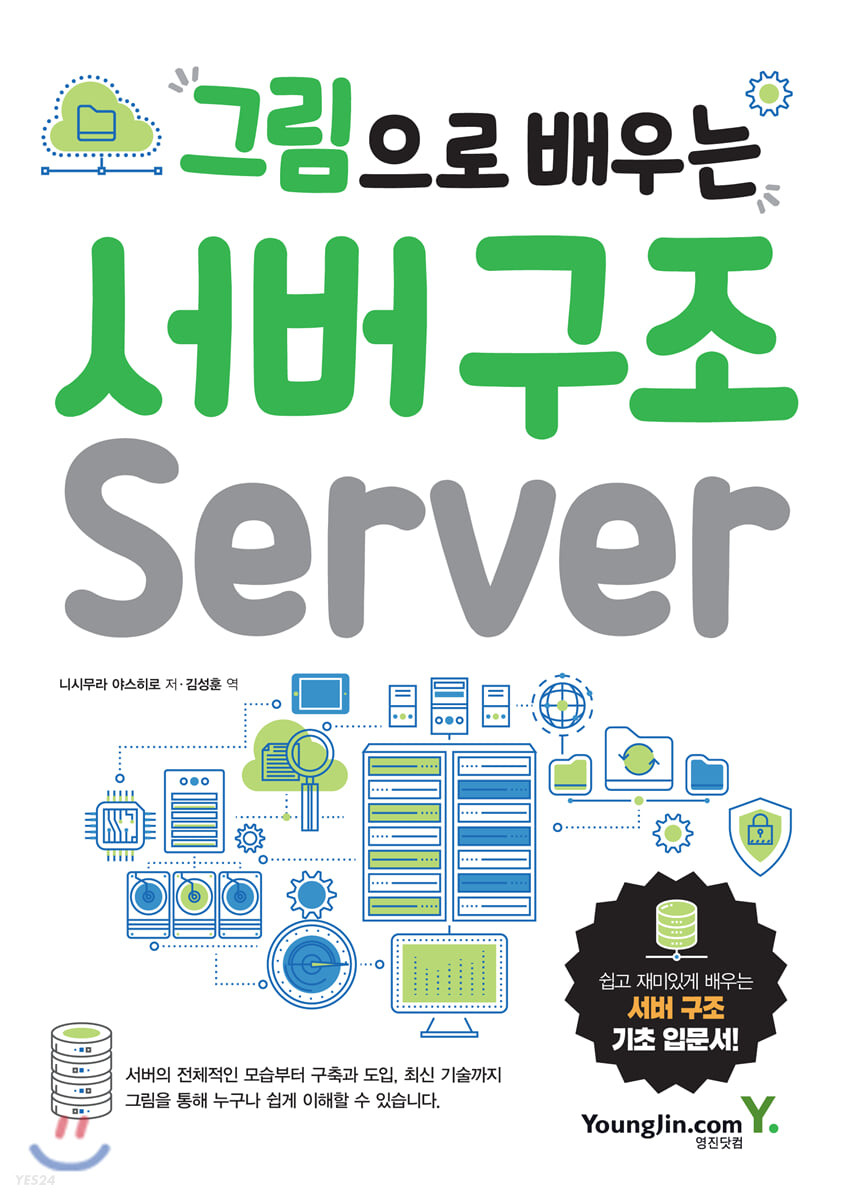 그림으로 배우는
서버 구조
Server
니시무라 야스히로 저 · 김성훈 역
쉽고 재미있게 배우는
서버 구조
기초 입문서!
서버의 전체적인 모습부터 구축과 도입, 최신 기술까지
그림을 통해 누구나 쉽게 이해할 수 있습니다.
YoungJin.com Y.
영진닷컴
YES24